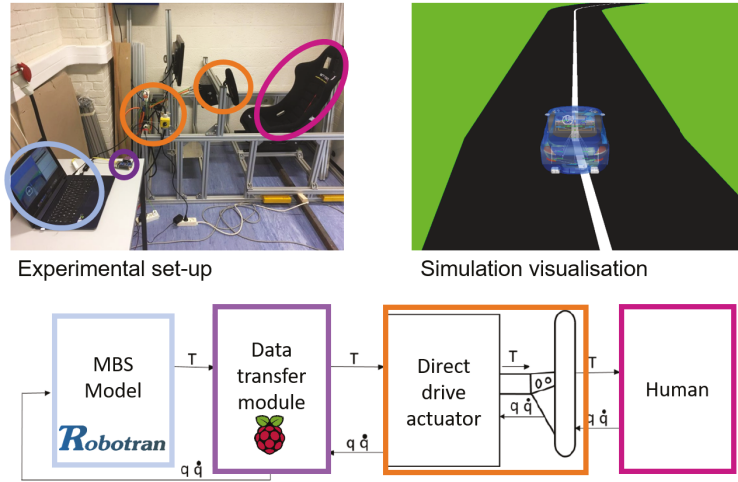 Experimental set-up
Simulation visualisation
MBS
Model
Robotran
T
Data
transfer
module
T
q q̇
Direct
drive
actuator
T
q q̇
T
q q̇
Human
q q̇